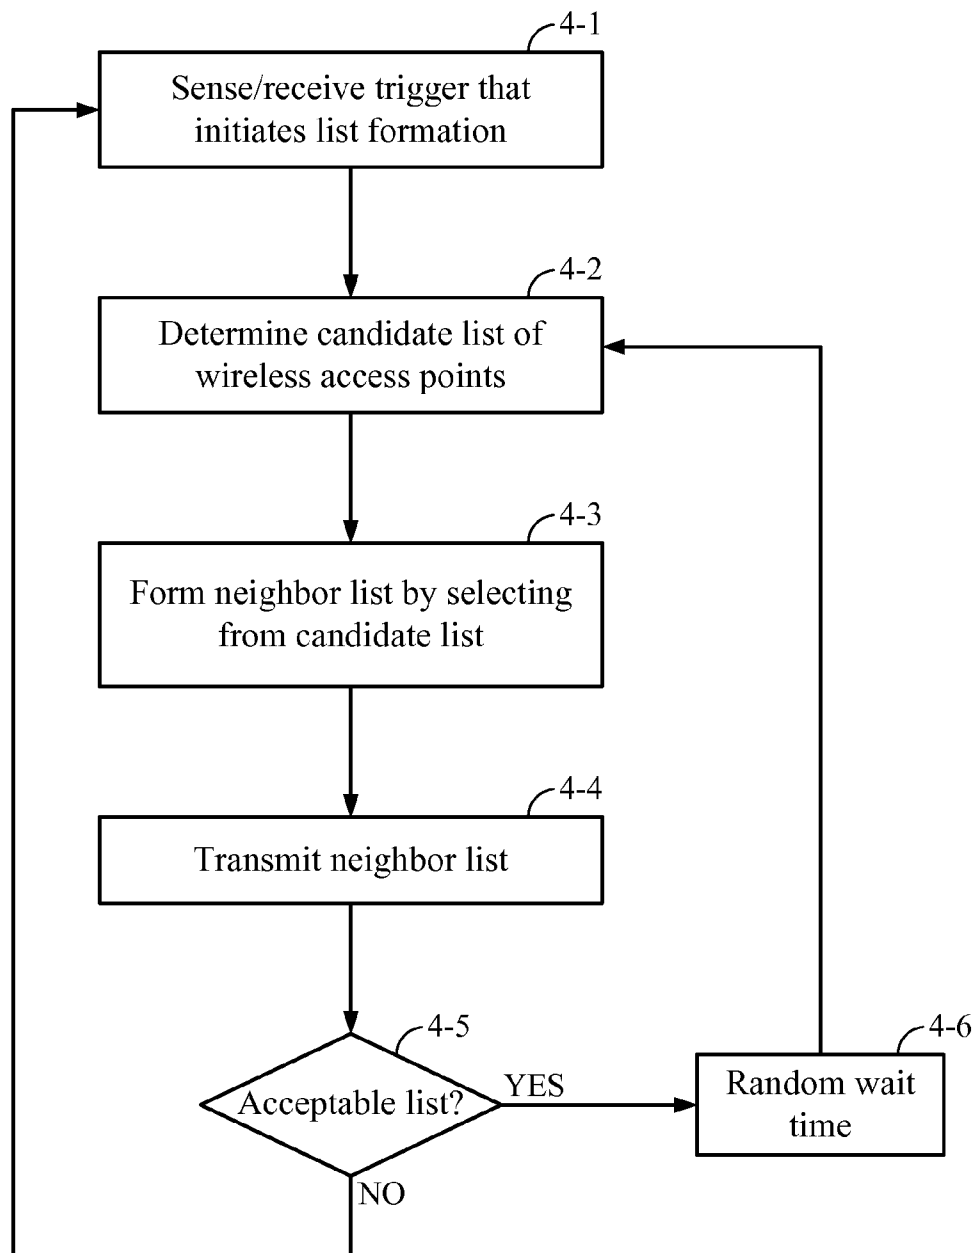 4-1
Sense/receive trigger that
initiates list formation
4-2
Determine candidate list of
wireless access points
4-3
Form neighbor list by selecting
from candidate list
4-4
Transmit neighbor list
4-5
Acceptable list?
YES
4-6
Random wait
time
NO